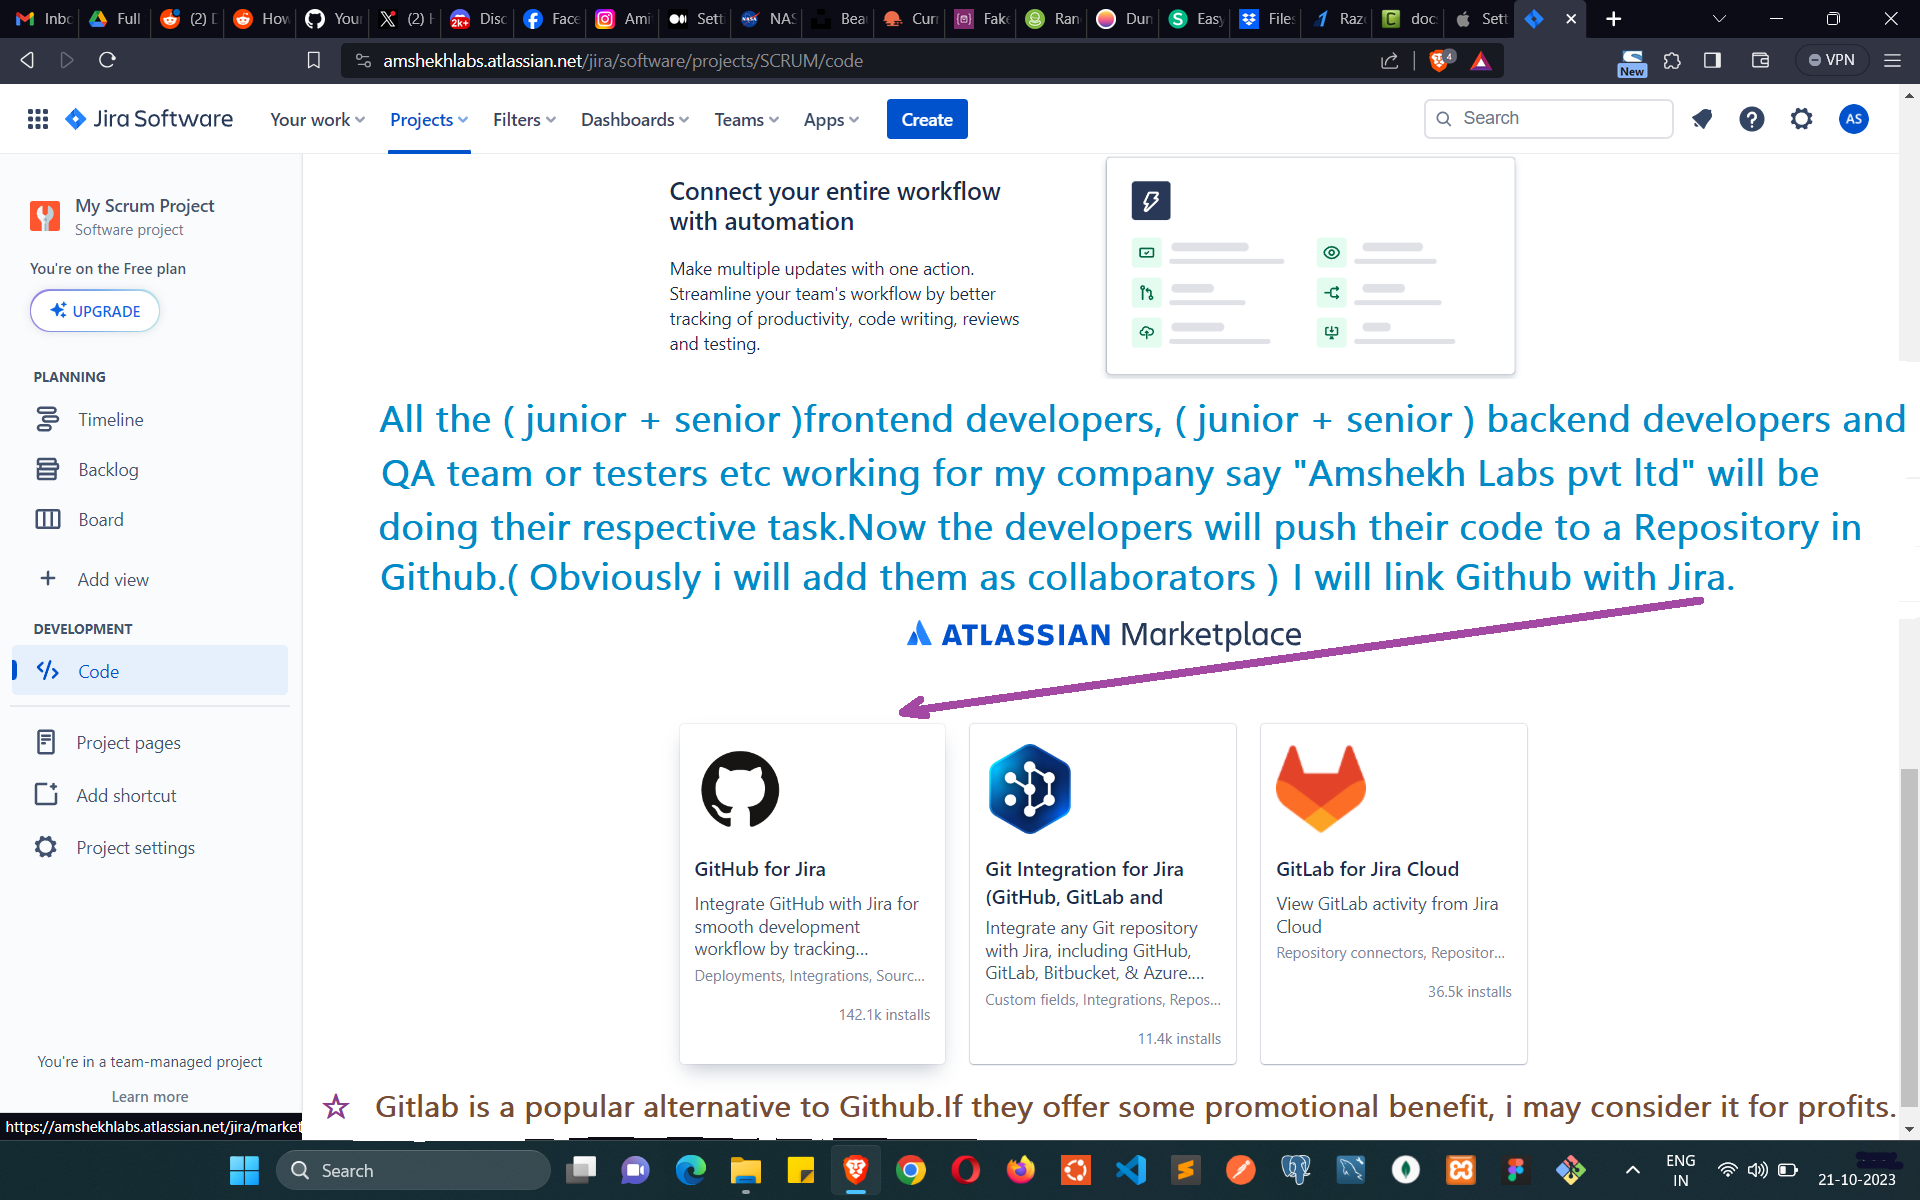 Inbo
Full
(2) D
How
Your
(2) H
Disc
Face
Ami
Sett
NAS
Bea
Curr
Fake
Ran
Dun
Easy
Files
Razo
doc
Sett
amshekhlabs.atlassian.net/jira/software/projects/SCRUM/code
4
New
VPN
Jira Software
Your work
Projects
Filters
Dashboards
Teams
Apps
Create
Search
AS
My Scrum Project
Software project
You're on the Free plan
UPGRADE
PLANNING
Timeline
Backlog
Board
Add view
DEVELOPMENT
Code
Project pages
Add shortcut
Project settings
You're in a team-managed project
Learn more
https://amshekhlabs.atlassian.net/jira/market
Connect your entire workflow
with automation
Make multiple updates with one action.
Streamline your team's workflow by better
tracking of productivity, code writing, reviews
and testing.
All the ( junior + senior )frontend developers, ( junior + senior ) backend developers and
QA team or testers etc working for my company say "Amshekh Labs pvt ltd" will be
doing their respective task.Now the developers will push their code to a Repository in
Github.( Obviously i will add them as collaborators ) I will link Github with Jira.
ATLASSIAN Marketplace
GitHub for Jira
Integrate GitHub with Jira for
smooth development
workflow by tracking...
Deployments, Integrations, Sourc...
142.1k installs
Git Integration for Jira
(GitHub, GitLab and
Integrate any Git repository
with Jira, including GitHub,
GitLab, Bitbucket, & Azure....
Custom fields, Integrations, Repos...
11.4k installs
GitLab for Jira Cloud
View GitLab activity from Jira
Cloud
Repository connectors, Repositor...
36.5k installs
Gitlab is a popular alternative to Github.If they offer some promotional benefit, i may consider it for profits.
Search
ENG
IN
21-10-2023